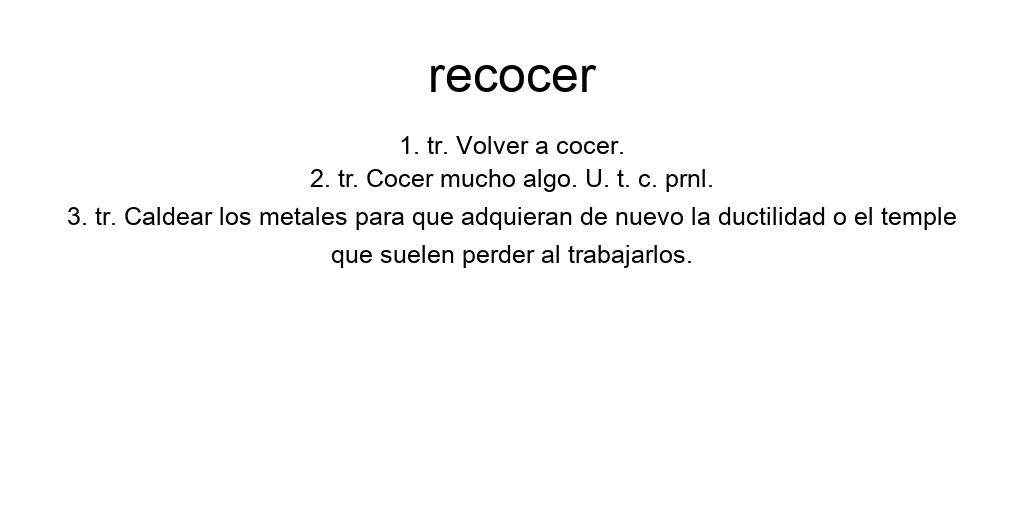 recocer
1. tr. Volver a cocer.
2. tr. Cocer mucho algo. U. t. c. prnl.
3. tr. Caldear los metales para que adquieran de nuevo la ductilidad o el temple
que suelen perder al trabajarlos.